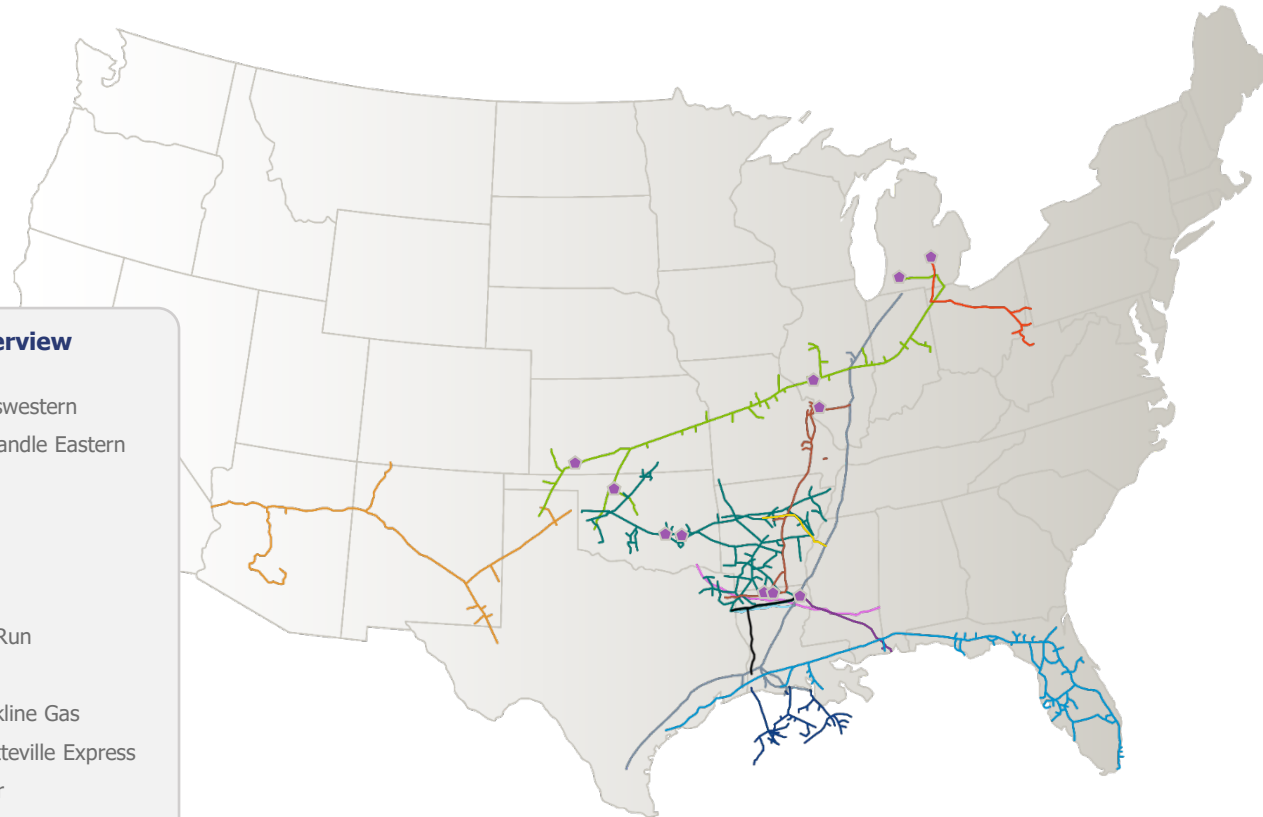 erview
swestern
andle Eastern
Run
kline Gas
tteville Express
r